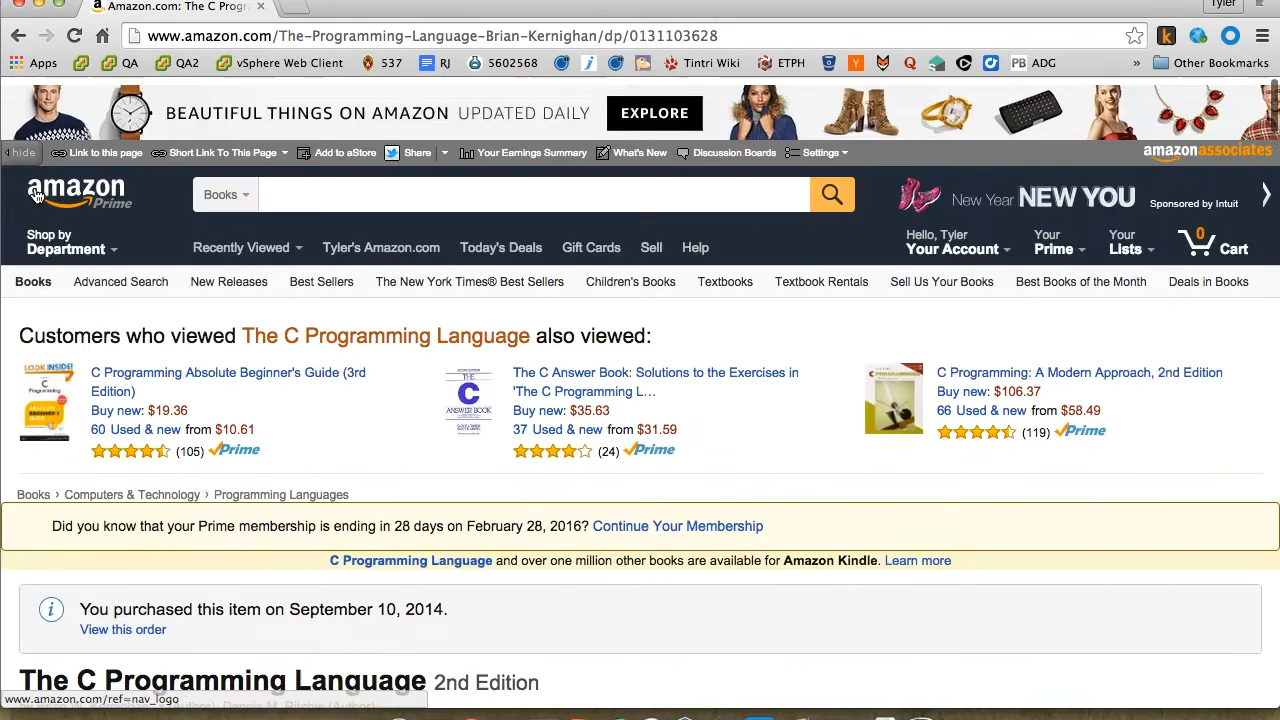 Amazon.com: The C Progr
Tyler
www.amazon.com/The-Programming-Language-Brian-Kernighan/dp/0131103628
Apps QA QA2 vSphere Web Client 537 RJ 5602568 Tintri Wiki ETPH ADG » Other Bookmarks
BEAUTIFUL THINGS ON AMAZON UPDATED DAILY EXPLORE
hide Link to this page Short Link To This Page Add to aStore Share Your Earnings Summary What's New Discussion Boards Settings amazonassociates
amazon Prime Books New Year NEW YOU Sponsored by Intuit
Shop by Department Recently Viewed Tyler's Amazon.com Today's Deals Gift Cards Sell Help Hello, Tyler Your Account Your Prime Your Lists 0 Cart
Books Advanced Search New Releases Best Sellers The New York Times® Best Sellers Children's Books Textbooks Textbook Rentals Sell Us Your Books Best Books of the Month Deals in Books
Customers who viewed The C Programming Language also viewed:
LOOK INSIDE!
C Programming Absolute Beginner's Guide (3rd Edition)
Buy new: $19.36
60 Used & new from $10.61
(105) Prime
THE C ANSWER BOOK
The C Answer Book: Solutions to the Exercises in 'The C Programming L…
Buy new: $35.63
37 Used & new from $31.59
(24) Prime
C Programming: A Modern Approach, 2nd Edition
Buy new: $106.37
66 Used & new from $58.49
(119) Prime
Books › Computers & Technology › Programming Languages
Did you know that your Prime membership is ending in 28 days on February 28, 2016? Continue Your Membership
C Programming Language and over one million other books are available for Amazon Kindle. Learn more
You purchased this item on September 10, 2014.
View this order
The C Programming Language 2nd Edition
www.amazon.com/ref=nav_logo